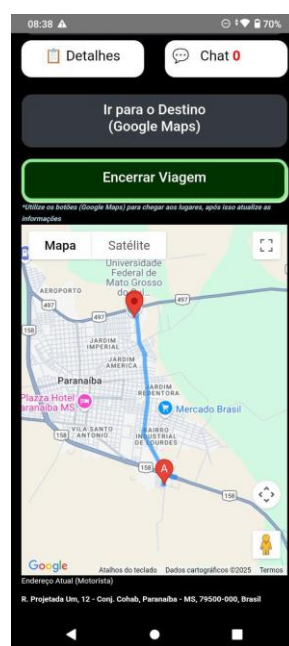 08:38
70%
Detalhes
Chat 0
Ir para o Destino
(Google Maps)
Encerrar Viagem
*Utilize os botões (Google Maps) para chegar aos lugares, após isso atualize as
informações
Mapa
Satélite
Universidade
Federal de
Mato Grosso
do Sul...
AEROPORTO
497
497
497
158
JARDIM
IMPERIAL
JARDIM
AMERICA
Paranaíba
JARDIM
REDENTORA
Plazza Hotel
Paranaíba MS
Mercado Brasil
VILA SANTO
ANTONIO
158
BAIRRO
INDUSTRIAL
DE LOURDES
158
A
158
Google
Atalhos do teclado
Dados cartográficos ©2025
Termos
Endereço Atual (Motorista)
R. Projetada Um, 12 - Conj. Cohab, Paranaíba - MS, 79500-000, Brasil